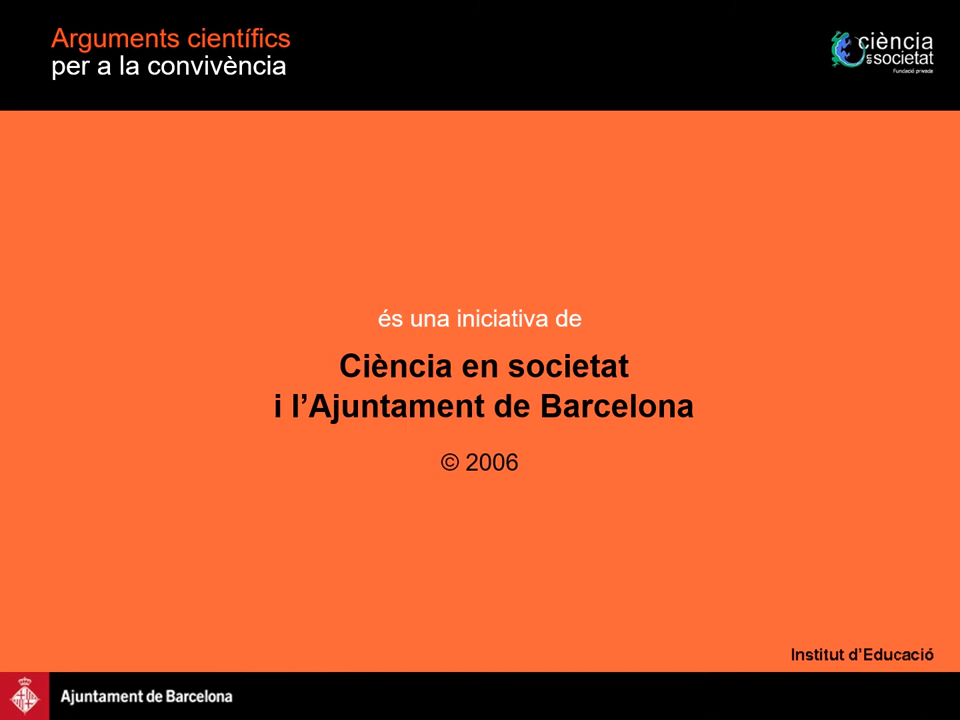 Arguments científics
per a la convivència
ciència
en societat
Fundació privada
és una iniciativa de
Ciència en societat
i l’Ajuntament de Barcelona
© 2006
Institut d'Educació
Ajuntament de Barcelona